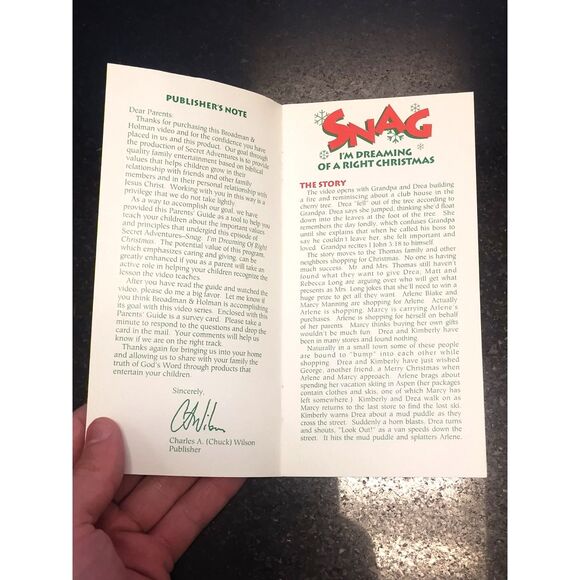 PUBLISHER'S NOTE
Dear Parents:
Thanks for purchasing this Broadman &
Holman video and for the confidence you have
placed in us and this product. Our goal through
the production of Secret Adventures is to provide
quality family entertainment based on biblical
values that helps children grow in their
relationship with friends and other family
members and in their personal relationship with
Jesus Christ. Working with you in this way is a
privilege that we do not take lightly.
As a way to accomplish our goal, we have
provided this Parents' Guide as a tool to help you
teach your children about the important values
and principles that undergird this episode of
Secret Adventures–Snag: I'm Dreaming Of Right
Christmas. The potential value of this program,
which emphasizes caring and giving, can be
greatly enhanced if you as a parent will take an
active role in helping your children recognize the
lesson the video teaches.
After you have read the guide and watched the
video, please do me a big favor. Let me know if
you think Broadman & Holman is accomplishing
its goal with this video series. Enclosed with this
Parents' Guide is a survey card. Please take a
minute to respond to the questions and drop the
card in the mail. Your comments will help us
know if we are on the right track.
Thanks again for bringing us into your home
and allowing us to share with your family the
truth of God's Word through products that
entertain your children.
Sincerely,
Charles A. (Chuck) Wilson
Publisher
SNAG
I'M DREAMING
OF A RIGHT CHRISTMAS
THE STORY
The video opens with Grandpa and Drea building
a fire and reminiscing about a club house in the
cherry tree. Drea "fell" out of the tree according to
Grandpa. Drea says she jumped, thinking she'd float
down into the leaves at the foot of the tree. She
remembers the day fondly, which confuses Grandpa
until she explains that when he called his boss to
say he couldn't leave her, she felt important and
loved. Grandpa recites I John 3:18 to himself.
The story moves to the Thomas family and other
neighbors shopping for Christmas. No one is having
much success. Mr and Mrs. Thomas still haven't
found what they want to give Drea; Matt and
Rebecca Long are arguing over who will get what
presents as Mrs. Long jokes that she'll need to win a
huge prize to get all they want. Arlene Blake and
Marcy Manning are shopping for Arlene. Actually
Arlene is shopping. Marcy is carrying Arlene's
purchases. Arlene is shopping for herself on behalf
of her parents. Marcy thinks buying her own gifts
wouldn't be much fun. Drea and Kimberly have been
in many stores and found nothing.
Naturally in a small town some of these people
are bound to "bump" into each other while
shopping. Drea and Kimberly have just wished
George, another friend, a Merry Christmas when
Arlene and Marcy approach. Arlene brags about
spending her vacation skiing in Aspen (her packages
contain clothes and skis, one of which Marcy has
left somewhere.) Kimberly and Drea walk on as
Marcy returns to the last store to find the lost ski.
Kimberly warns Drea about a mud puddle as they
cross the street. Suddenly a horn blasts. Drea turns
and shouts, "Look Out!" as a van speeds down the
street. It hits the mud puddle and splatters Arlene.